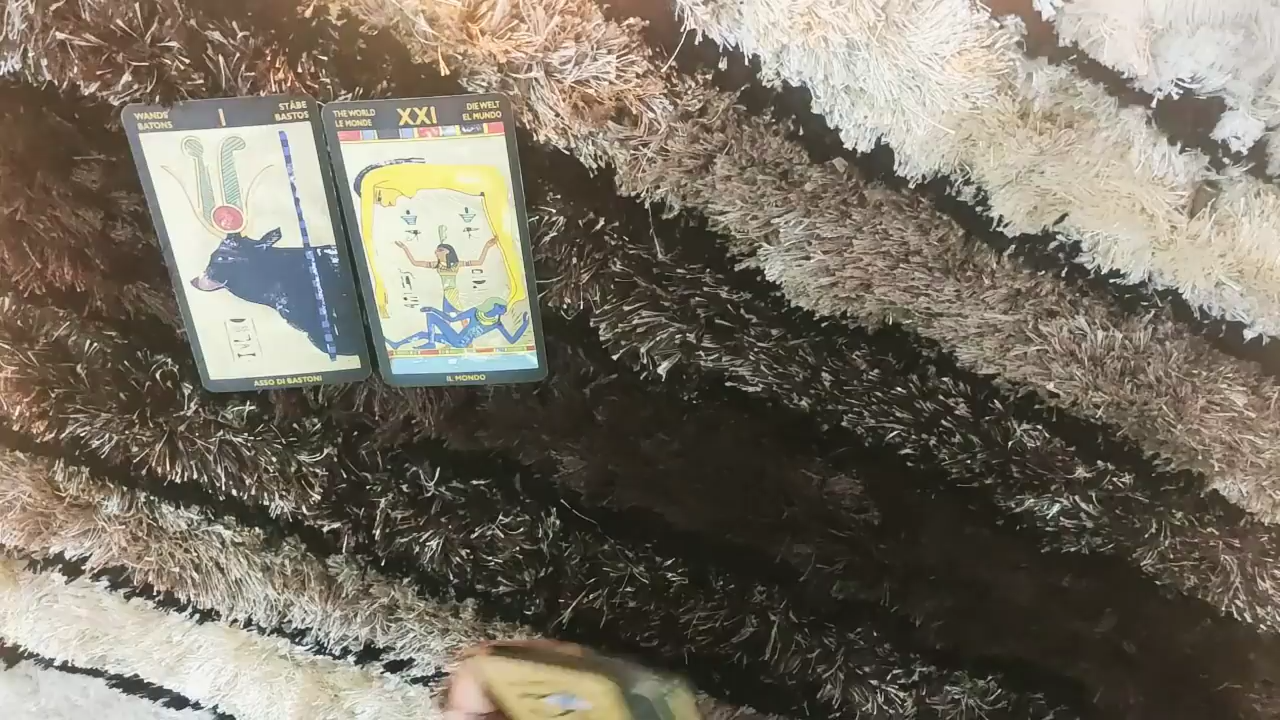 WANDS
BATONS
I
STÄBE
BASTOS
ASSO DI BASTONI
THE WORLD
LE MONDE
XXI
DIE WELT
EL MUNDO
IL MONDO